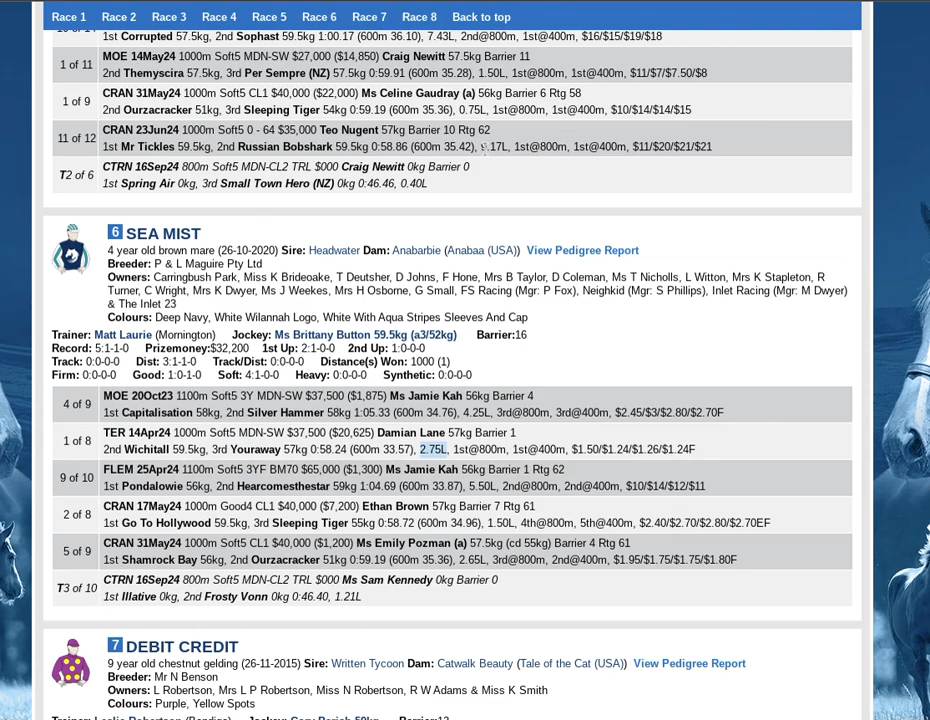 Race 1 Race 2 Race 3 Race 4 Race 5 Race 6 Race 7 Race 8 Back to top
1st Corrupted 57.5kg, 2nd Sophast 59.5kg 1:00.17 (600m 36.10), 7.43L, 2nd@800m, 1st@400m, $16/$15/$19/$18
1 of 11
MOE 14May24 1000m Soft5 MDN-SW $27,000 ($14,850) Craig Newitt 57.5kg Barrier 11
2nd Themyscira 57.5kg, 3rd Per Sempre (NZ) 57.5kg 0:59.91 (600m 35.28), 1.50L, 1st@800m, 1st@400m, $11/$7/$7.50/$8
1 of 9
CRAN 31May24 1000m Soft5 CL1 $40,000 ($22,000) Ms Celine Gaudray (a) 56kg Barrier 6 Rtg 58
2nd Ourzacracker 51kg, 3rd Sleeping Tiger 54kg 0:59.19 (600m 35.36), 0.75L, 1st@800m, 1st@400m, $10/$14/$14/$15
11 of 12
CRAN 23Jun24 1000m Soft5 0 - 64 $35,000 Teo Nugent 57kg Barrier 10 Rtg 62
1st Mr Tickles 59.5kg, 2nd Russian Bobshark 59.5kg 0:58.86 (600m 35.42), 9.17L, 1st@800m, 1st@400m, $11/$20/$21/$21
T2 of 6
CTRN 16Sep24 800m Soft5 MDN-CL2 TRL $000 Craig Newitt 0kg Barrier 0
1st Spring Air 0kg, 3rd Small Town Hero (NZ) 0kg 0:46.46, 0.40L
6 SEA MIST
4 year old brown mare (26-10-2020) Sire: Headwater Dam: Anabarbie (Anabaa (USA)) View Pedigree Report
Breeder: P & L Maguire Pty Ltd
Owners: Carringbush Park, Miss K Brideoake, T Deutsher, D Johns, F Hone, Mrs B Taylor, D Coleman, Ms T Nicholls, L Witton, Mrs K Stapleton, R
Turner, C Wright, Mrs K Dwyer, Ms J Weekes, Mrs H Osborne, G Small, FS Racing (Mgr: P Fox), Neighkid (Mgr: S Phillips), Inlet Racing (Mgr: M Dwyer)
& The Inlet 23
Colours: Deep Navy, White Wilannah Logo, White With Aqua Stripes Sleeves And Cap
Trainer: Matt Laurie (Mornington) Jockey: Ms Brittany Button 59.5kg (a3/52kg) Barrier:16
Record: 5:1-1-0 Prizemoney:$32,200 1st Up: 2:1-0-0 2nd Up: 1:0-0-0
Track: 0:0-0-0 Dist: 3:1-1-0 Track/Dist: 0:0-0-0 Distance(s) Won: 1000 (1)
Firm: 0:0-0-0 Good: 1:0-1-0 Soft: 4:1-0-0 Heavy: 0:0-0-0 Synthetic: 0:0-0-0
4 of 9
MOE 20Oct23 1100m Soft5 3Y MDN-SW $37,500 ($1,875) Ms Jamie Kah 56kg Barrier 4
1st Capitalisation 58kg, 2nd Silver Hammer 58kg 1:05.33 (600m 34.76), 4.25L, 3rd@800m, 3rd@400m, $2.45/$3/$2.80/$2.70F
1 of 8
TER 14Apr24 1000m Soft5 MDN-SW $37,500 ($20,625) Damian Lane 57kg Barrier 1
2nd Wichitall 59.5kg, 3rd Youraway 57kg 0:58.24 (600m 33.57), 2.75L, 1st@800m, 1st@400m, $1.50/$1.24/$1.26/$1.24F
9 of 10
FLEM 25Apr24 1100m Soft5 3YF BM70 $65,000 ($1,300) Ms Jamie Kah 56kg Barrier 1 Rtg 62
1st Pondalowie 56kg, 2nd Hearcomesthestar 59kg 1:04.69 (600m 33.87), 5.50L, 2nd@800m, 2nd@400m, $10/$14/$12/$11
2 of 8
CRAN 17May24 1000m Good4 CL1 $40,000 ($7,200) Ethan Brown 57kg Barrier 7 Rtg 61
1st Go To Hollywood 59.5kg, 3rd Sleeping Tiger 55kg 0:58.72 (600m 34.96), 1.50L, 4th@800m, 5th@400m, $2.40/$2.70/$2.80/$2.70EF
5 of 9
CRAN 31May24 1000m Soft5 CL1 $40,000 ($1,200) Ms Emily Pozman (a) 57.5kg (cd 55kg) Barrier 4 Rtg 61
1st Shamrock Bay 56kg, 2nd Ourzacracker 51kg 0:59.19 (600m 35.36), 2.65L, 3rd@800m, 2nd@400m, $1.95/$1.75/$1.75/$1.80F
T3 of 10
CTRN 16Sep24 800m Soft5 MDN-CL2 TRL $000 Ms Sam Kennedy 0kg Barrier 0
1st Illative 0kg, 2nd Frosty Vonn 0kg 0:46.40, 1.21L
7 DEBIT CREDIT
9 year old chestnut gelding (26-11-2015) Sire: Written Tycoon Dam: Catwalk Beauty (Tale of the Cat (USA)) View Pedigree Report
Breeder: Mr N Benson
Owners: L Robertson, Mrs L P Robertson, Miss N Robertson, R W Adams & Miss K Smith
Colours: Purple, Yellow Spots